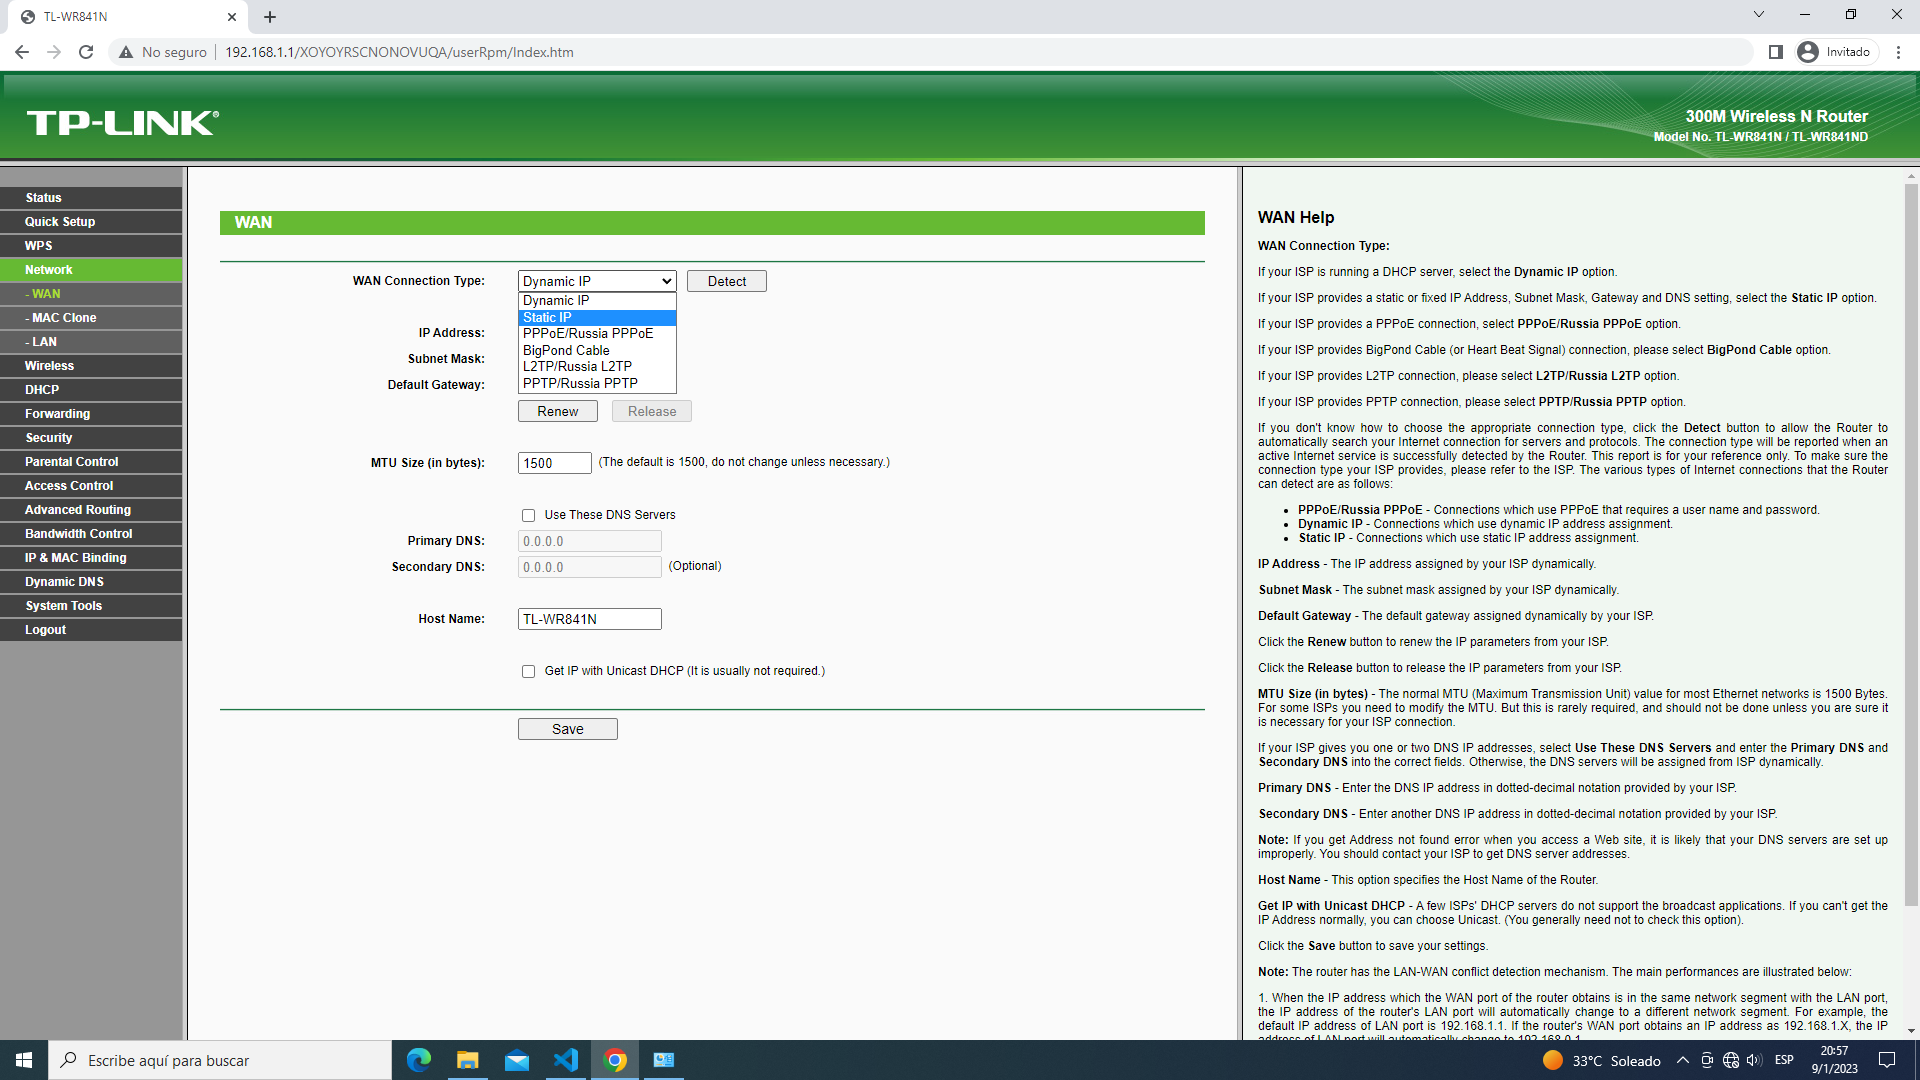 TL-WR841N
No seguro
192.168.1.1/XOYOYRSCNONOVUQA/userRpm/Index.htm
Invitado
TP-LINK®
300M Wireless N Router
Model No. TL-WR841N / TL-WR841ND
Status
Quick Setup
WPS
Network
- WAN
- MAC Clone
- LAN
Wireless
DHCP
Forwarding
Security
Parental Control
Access Control
Advanced Routing
Bandwidth Control
IP & MAC Binding
Dynamic DNS
System Tools
Logout
WAN
WAN Connection Type:
Dynamic IP
Detect
Dynamic IP
Static IP
PPPoE/Russia PPPoE
BigPond Cable
L2TP/Russia L2TP
PPTP/Russia PPTP
IP Address:
Subnet Mask:
Default Gateway:
Renew
Release
MTU Size (in bytes):
1500
(The default is 1500, do not change unless necessary.)
Use These DNS Servers
Primary DNS:
0.0.0.0
Secondary DNS:
0.0.0.0
(Optional)
Host Name:
TL-WR841N
Get IP with Unicast DHCP (It is usually not required.)
Save
WAN Help
WAN Connection Type:
If your ISP is running a DHCP server, select the Dynamic IP option.
If your ISP provides a static or fixed IP Address, Subnet Mask, Gateway and DNS setting, select the Static IP option.
If your ISP provides a PPPoE connection, select PPPoE/Russia PPPoE option.
If your ISP provides BigPond Cable (or Heart Beat Signal) connection, please select BigPond Cable option.
If your ISP provides L2TP connection, please select L2TP/Russia L2TP option.
If your ISP provides PPTP connection, please select PPTP/Russia PPTP option.
If you don't know how to choose the appropriate connection type, click the Detect button to allow the Router to
automatically search your Internet connection for servers and protocols. The connection type will be reported when an
active Internet service is successfully detected by the Router. This report is for your reference only. To make sure the
connection type your ISP provides, please refer to the ISP. The various types of Internet connections that the Router
can detect are as follows:
• PPPoE/Russia PPPoE - Connections which use PPPoE that requires a user name and password.
• Dynamic IP - Connections which use dynamic IP address assignment.
• Static IP - Connections which use static IP address assignment.
IP Address - The IP address assigned by your ISP dynamically.
Subnet Mask - The subnet mask assigned by your ISP dynamically.
Default Gateway - The default gateway assigned dynamically by your ISP.
Click the Renew button to renew the IP parameters from your ISP.
Click the Release button to release the IP parameters from your ISP.
MTU Size (in bytes) - The normal MTU (Maximum Transmission Unit) value for most Ethernet networks is 1500 Bytes.
For some ISPs you need to modify the MTU. But this is rarely required, and should not be done unless you are sure it
is necessary for your ISP connection.
If your ISP gives you one or two DNS IP addresses, select Use These DNS Servers and enter the Primary DNS and
Secondary DNS into the correct fields. Otherwise, the DNS servers will be assigned from ISP dynamically.
Primary DNS - Enter the DNS IP address in dotted-decimal notation provided by your ISP.
Secondary DNS - Enter another DNS IP address in dotted-decimal notation provided by your ISP.
Note: If you get Address not found error when you access a Web site, it is likely that your DNS servers are set up
improperly. You should contact your ISP to get DNS server addresses.
Host Name - This option specifies the Host Name of the Router.
Get IP with Unicast DHCP - A few ISPs' DHCP servers do not support the broadcast applications. If you can't get the
IP Address normally, you can choose Unicast. (You generally need not to check this option).
Click the Save button to save your settings.
Note: The router has the LAN-WAN conflict detection mechanism. The main performances are illustrated below:
1. When the IP address which the WAN port of the router obtains is in the same network segment with the LAN port,
the IP address of the router's LAN port will automatically change to a different network segment. For example, the
default IP address of LAN port is 192.168.1.1. If the router's WAN port obtains an IP address as 192.168.1.X, the IP
address of LAN port will automatically change to 192.168.0.1.
Escribe aquí para buscar
33°C Soleado
ESP
20:57
9/1/2023